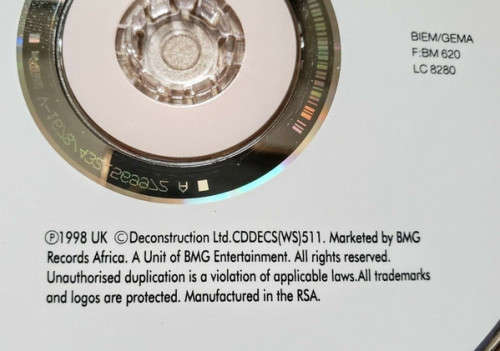 BIEM/GEMA
F:BM 620
LC 8280
Ⓟ1998 UK ©Deconstruction Ltd.CDDECS(WS)511. Marketed by BMG
Records Africa. A Unit of BMG Entertainment. All rights reserved.
Unauthorised duplication is a violation of applicable laws.All trademarks
and logos are protected. Manufactured in the RSA.